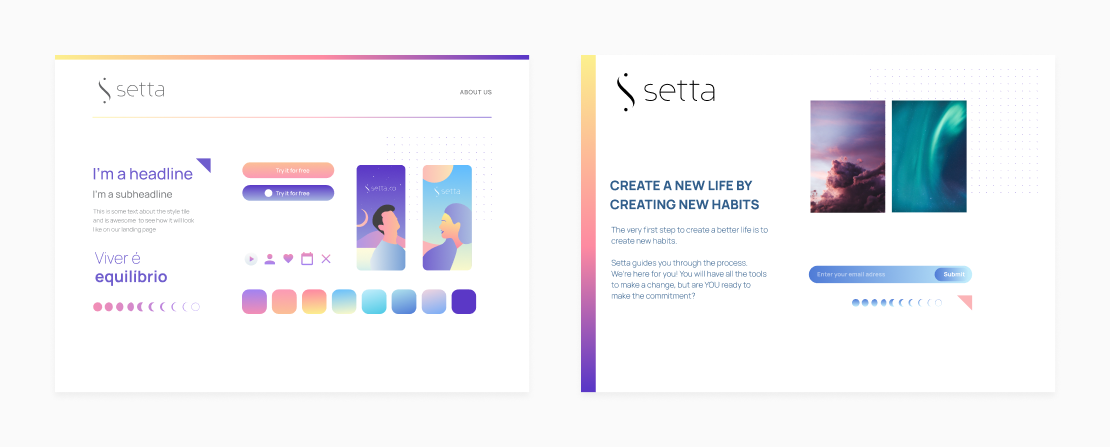 setta
ABOUT US
I'm a headline
I'm a subheadline
This is some text about the style tile
and is awesome to see how it will look
like on our lending page
Viver é
equilibrio
Try it for free
Try it for free
setta.co
setta
setta
CREATE A NEW LIFE BY
CREATING NEW HABITS
The very first step to create a better life is to
create new habits.
Setta guides you through the process.
We're here for you! You will have all the tools
to make a change, but are YOU ready to
make the commitment?
Enter your email adress
Submit